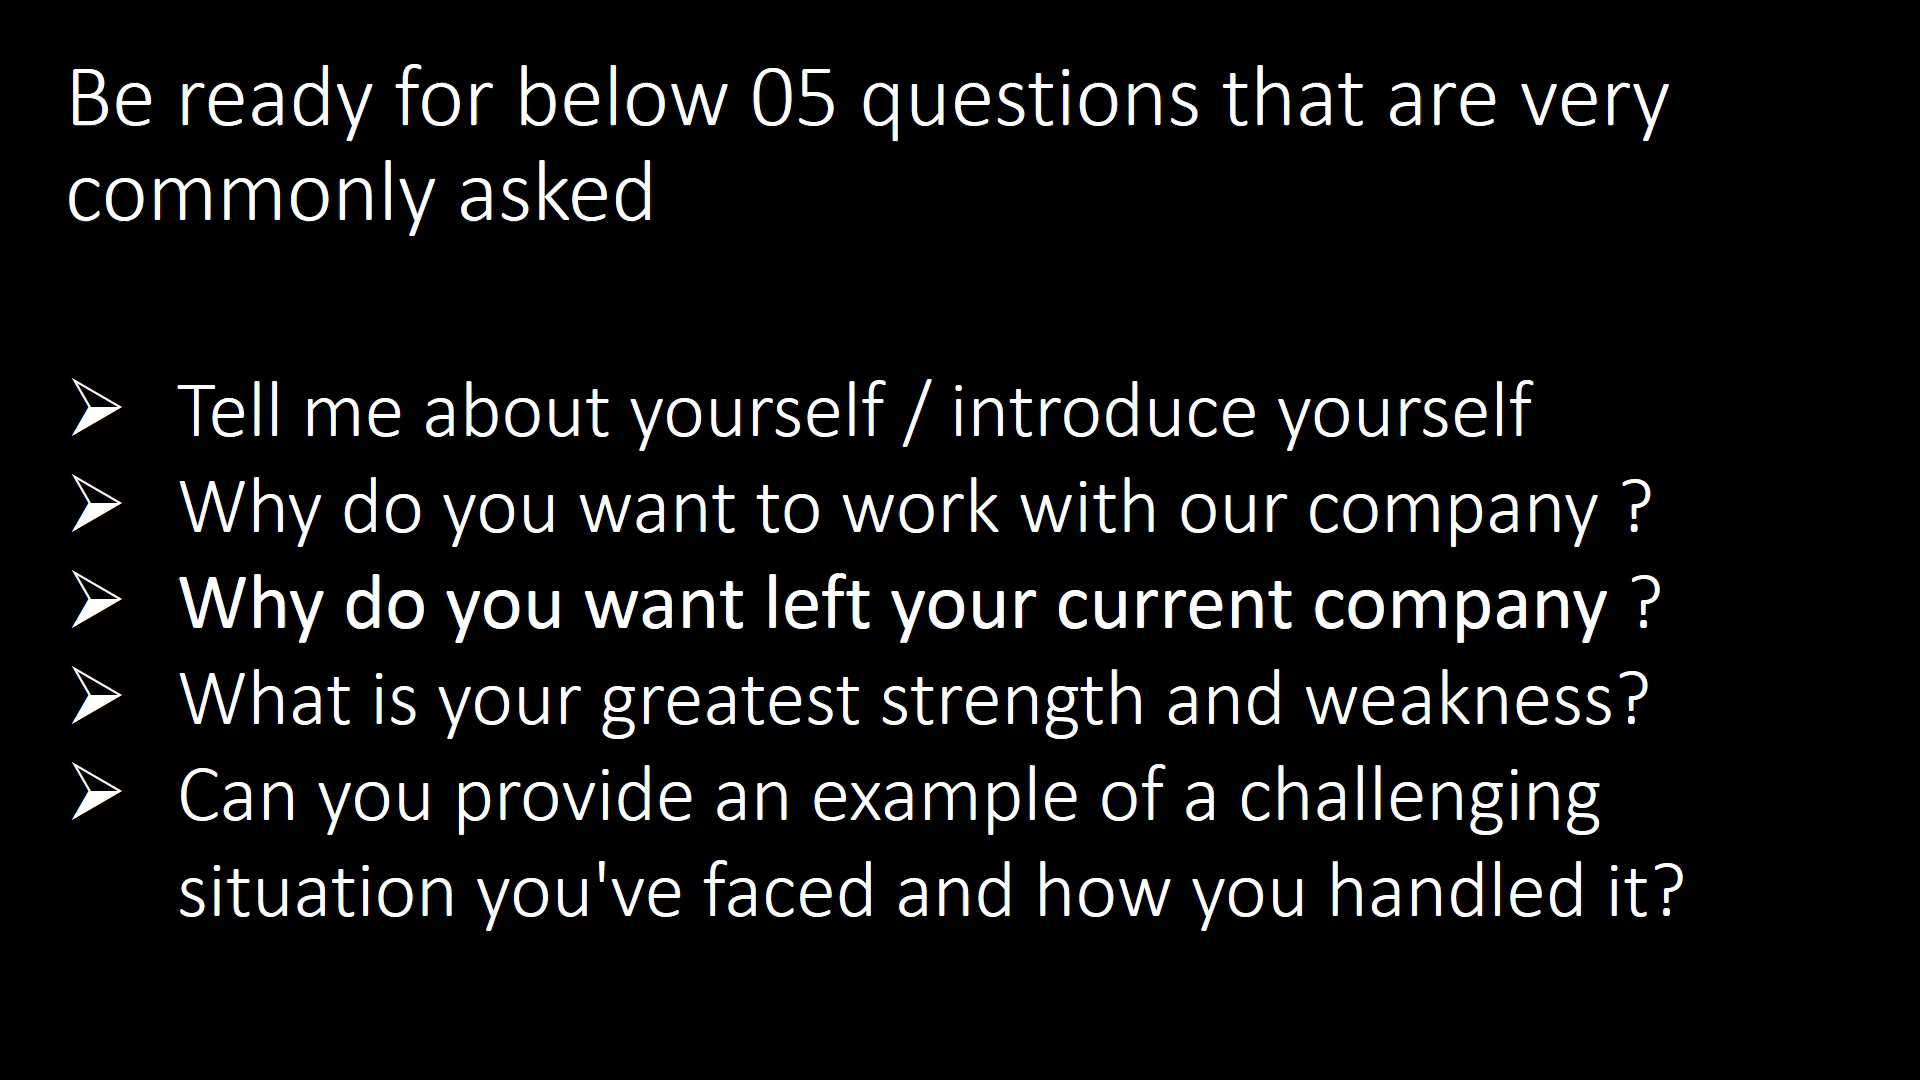 Be ready for below 05 questions that are very
commonly asked
➢ Tell me about yourself / introduce yourself
➢ Why do you want to work with our company ?
➢ Why do you want left your current company ?
➢ What is your greatest strength and weakness?
➢ Can you provide an example of a challenging
situation you've faced and how you handled it?